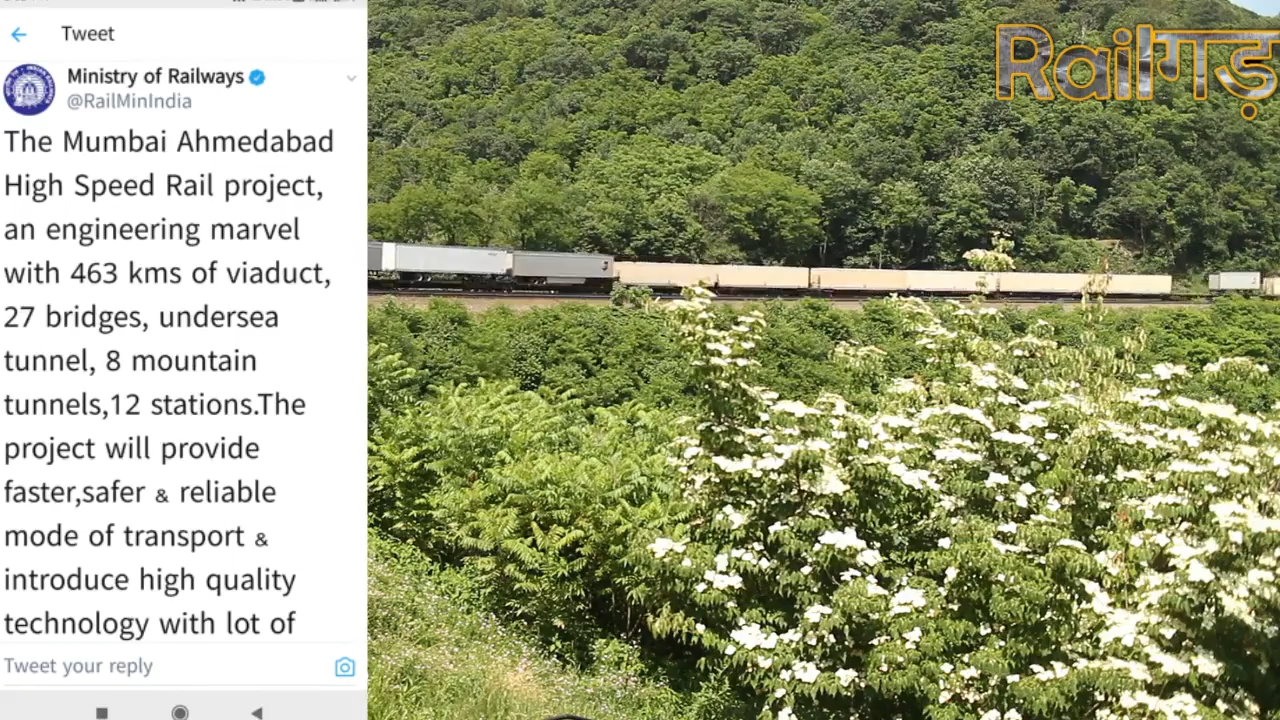 Tweet
Ministry of Railways
@RailMinIndia
The Mumbai Ahmedabad
High Speed Rail project,
an engineering marvel
with 463 kms of viaduct,
27 bridges, undersea
tunnel, 8 mountain
tunnels,12 stations.The
project will provide
faster,safer & reliable
mode of transport &
introduce high quality
technology with lot of
Tweet your reply
Railगड़